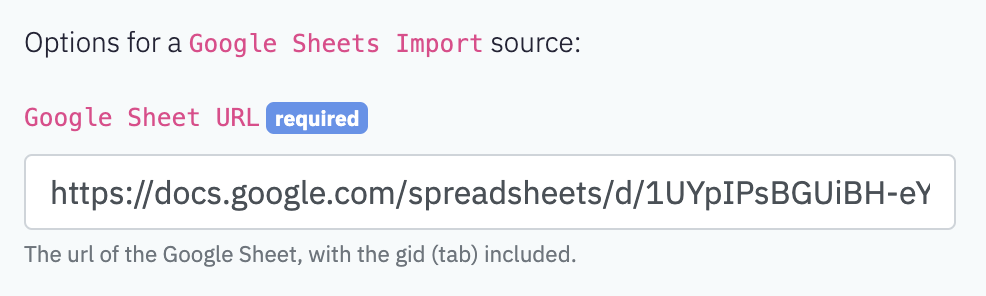 Options for a Google Sheets Import source:
Google Sheet URL required
https://docs.google.com/spreadsheets/d/1UYpIPsBGUiBH-eY
The url of the Google Sheet, with the gid (tab) included.